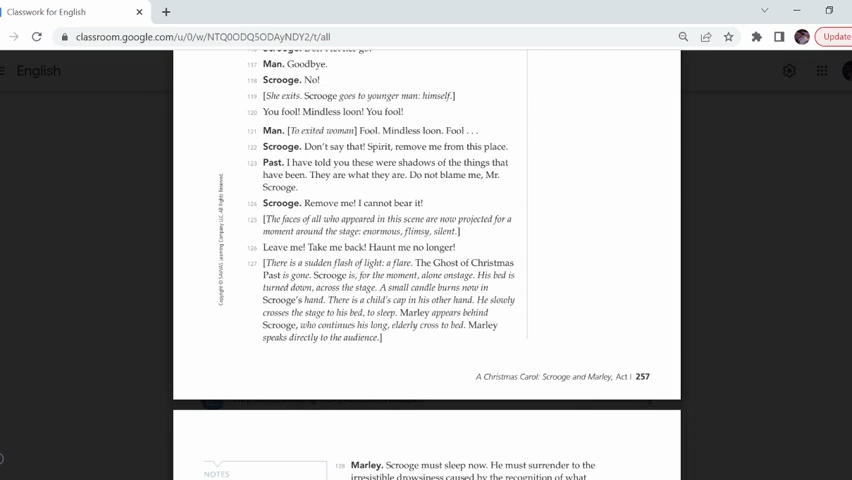 Classwork for English
classroom.google.com/u/0/w/NTQ0ODQ5ODAyNDY2/t/all
Update
English
117 Man. Goodbye.
118 Scrooge. No!
119 [She exits. Scrooge goes to younger man: himself.]
120 You fool! Mindless loon! You fool!
121 Man. [To exited woman] Fool. Mindless loon. Fool . . .
122 Scrooge. Don't say that! Spirit, remove me from this place.
123 Past. I have told you these were shadows of the things that
have been. They are what they are. Do not blame me, Mr.
Scrooge.
124 Scrooge. Remove me! I cannot bear it!
125 [The faces of all who appeared in this scene are now projected for a
moment around the stage: enormous, flimsy, silent.]
126 Leave me! Take me back! Haunt me no longer!
127 [There is a sudden flash of light: a flare. The Ghost of Christmas
Past is gone. Scrooge is, for the moment, alone onstage. His bed is
turned down, across the stage. A small candle burns now in
Scrooge's hand. There is a child's cap in his other hand. He slowly
crosses the stage to his bed, to sleep. Marley appears behind
Scrooge, who continues his long, elderly cross to bed. Marley
speaks directly to the audience.]
Copyright © SAVVAS Learning Company LLC. All Rights Reserved.
A Christmas Carol: Scrooge and Marley, Act I | 257
NOTES
128 Marley. Scrooge must sleep now. He must surrender to the
irresistible drowsiness caused by the recognition of what